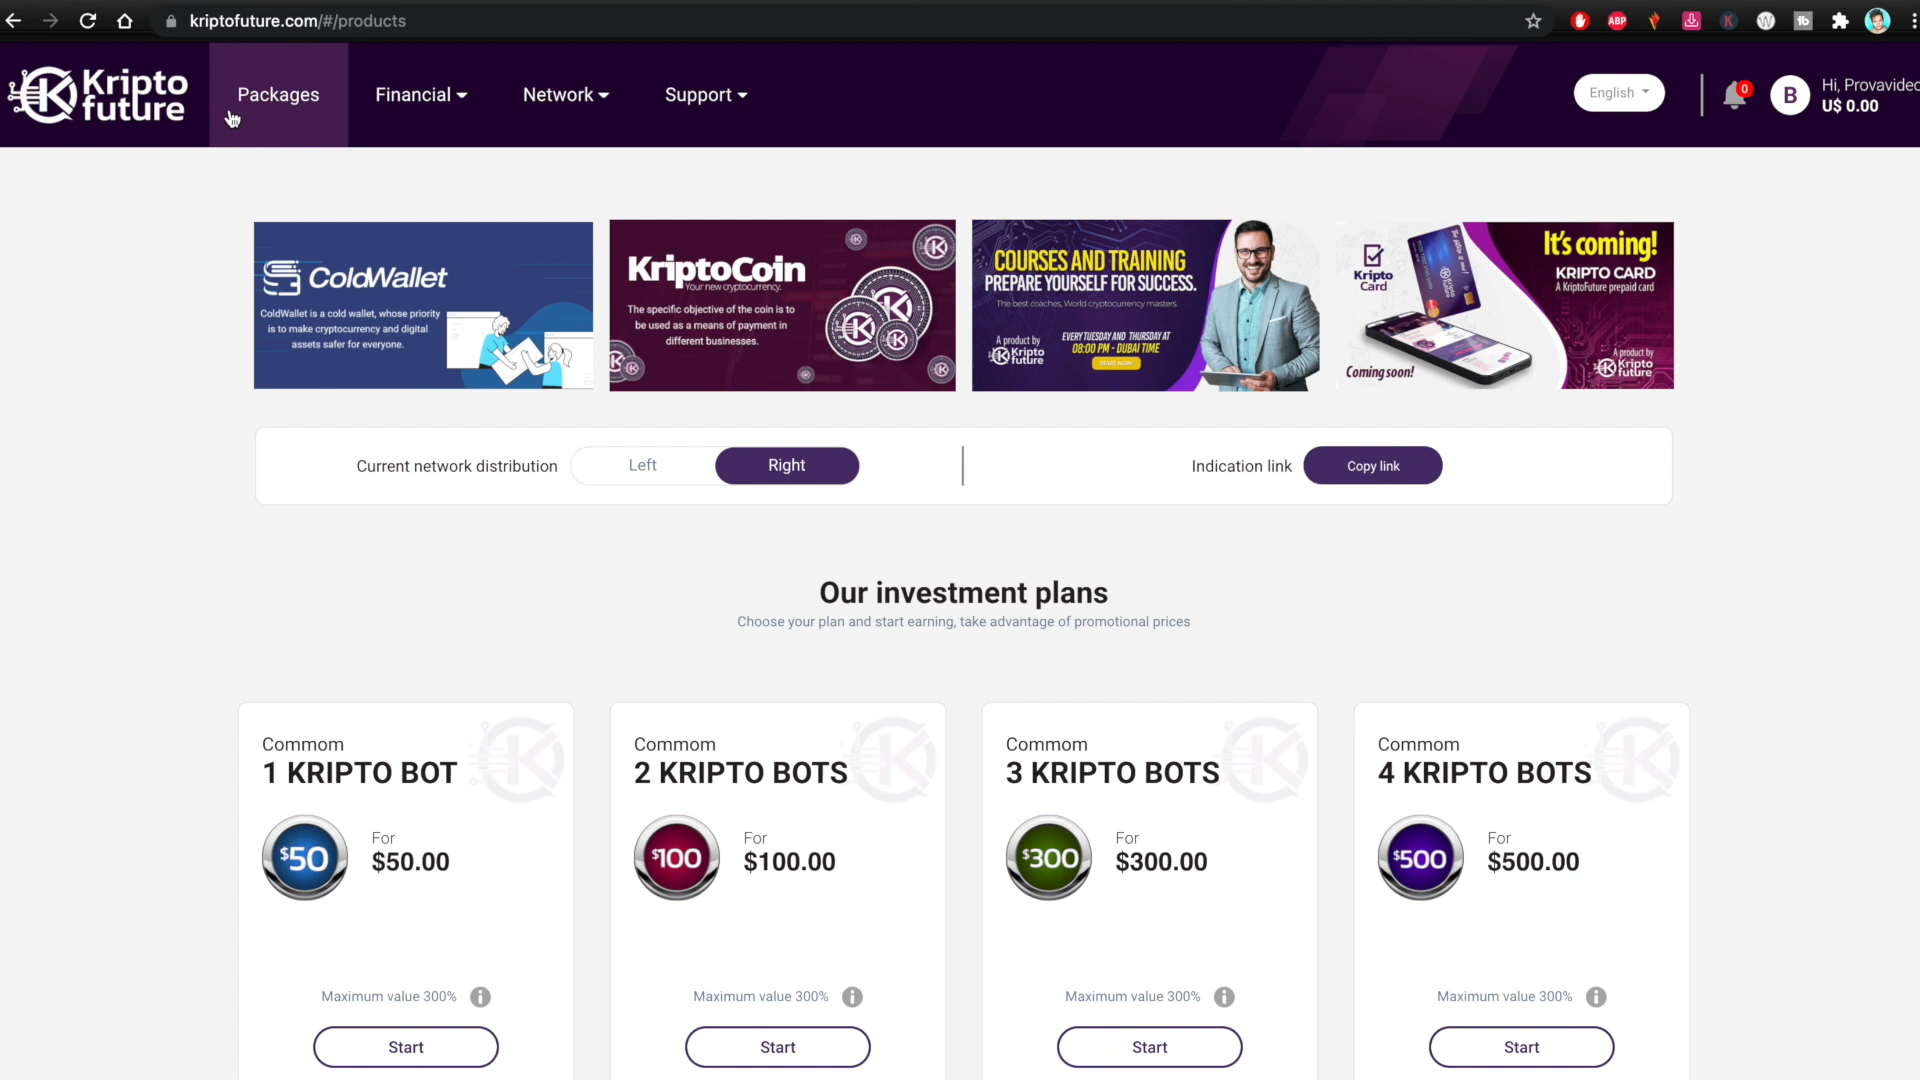 kriptofuture.com/#/products
ABP
Kripto
future
Packages
Financial
Network
Support
English
0
B
Hi, Provavideo
U$ 0.00
ColdWallet
ColdWallet is a cold wallet, whose priority
is to make cryptocurrency and digital
assets safer for everyone.
KriptoCoin
Your new cryptocurrency.
The specific objective of the coin is to
be used as a means of payment in
different businesses.
COURSES AND TRAINING
PREPARE YOURSELF FOR SUCCESS.
The best coaches, World cryptocurrency masters.
EVERY TUESDAY AND THURSDAY AT
08:00 PM - DUBAI TIME
START NOW
A product by
Kripto
future
Kripto
Card
It's coming!
KRIPTO CARD
A KriptoFuture prepaid card
Coming soon!
A product by
Kripto
future
Current network distribution
Left
Right
Indication link
Copy link
Our investment plans
Choose your plan and start earning, take advantage of promotional prices
Commom
1 KRIPTO BOT
$50
For
$50.00
Maximum value 300%
Start
Commom
2 KRIPTO BOTS
$100
For
$100.00
Maximum value 300%
Start
Commom
3 KRIPTO BOTS
$300
For
$300.00
Maximum value 300%
Start
Commom
4 KRIPTO BOTS
$500
For
$500.00
Maximum value 300%
Start